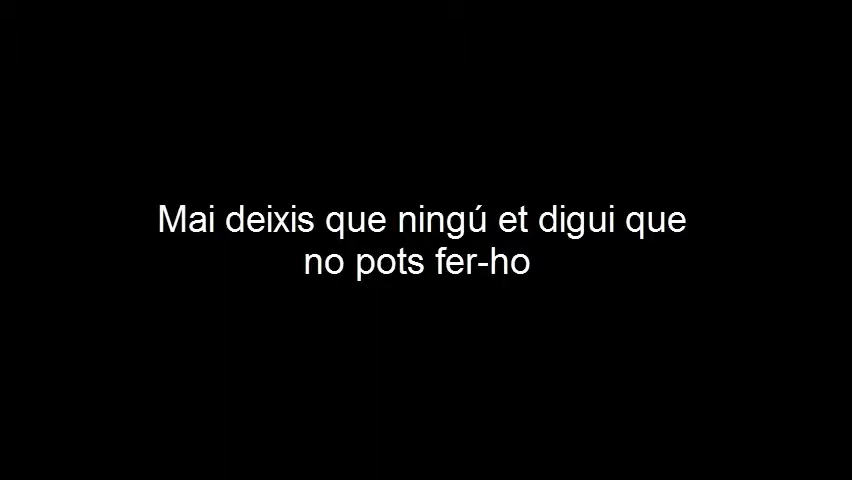 Mai deixis que ningú et digui que
no pots fer-ho